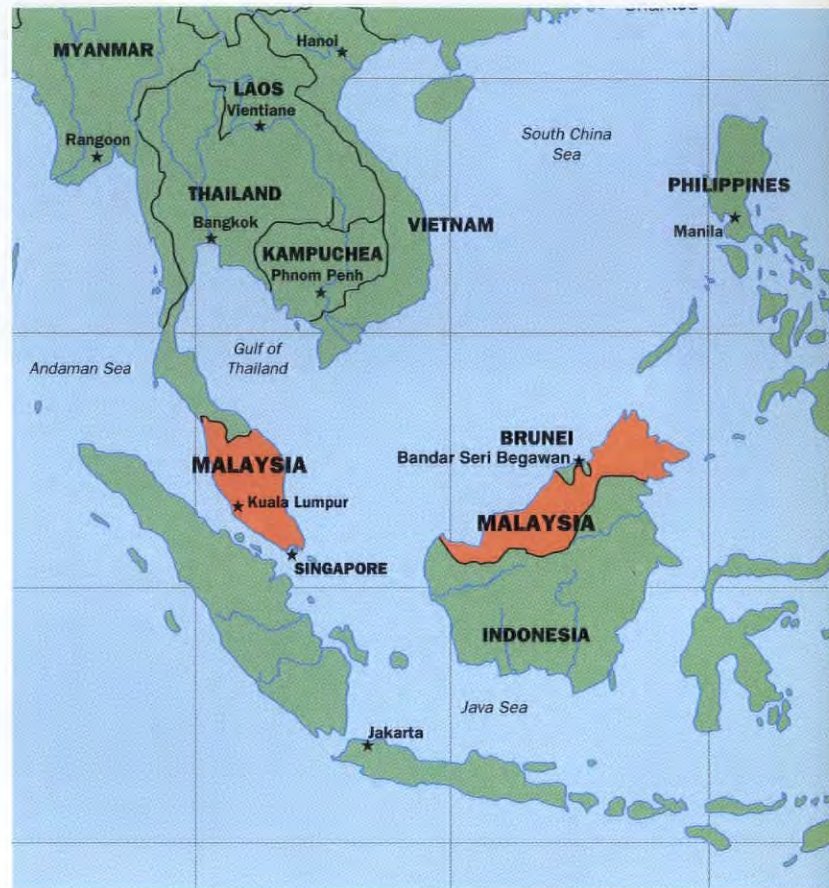 MYANMAR
Hanoi
LAOS
Vientiane
Rangoon
South China
Sea
THAILAND
PHILIPPINES
Bangkok
VIETNAM
Manila
KAMPUCHEA
Phnom Penh
Andaman Sea
Gulf of
Thailand
BRUNEI
Bandar Seri Begawan
MALAYSIA
Kuala Lumpur
MALAYSIA
SINGAPORE
INDONESIA
Java Sea
Jakarta